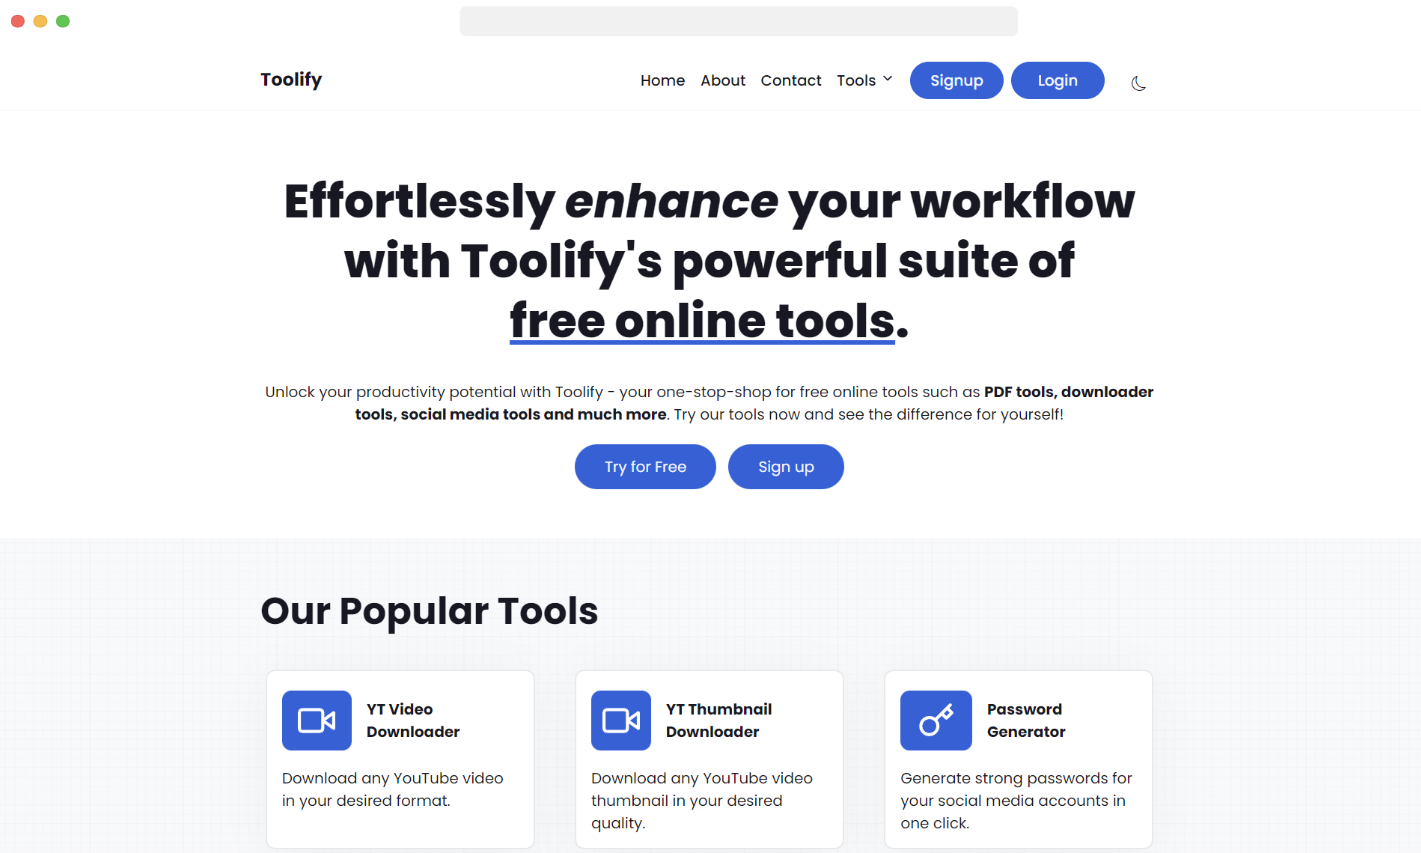 Toolify
Home About Contact Tools Signup Login
Effortlessly enhance your workflow
with Toolify's powerful suite of
free online tools.
Unlock your productivity potential with Toolify - your one-stop-shop for free online tools such as PDF tools, downloader
tools, social media tools and much more. Try our tools now and see the difference for yourself!
Try for Free Sign up
Our Popular Tools
YT Video
Downloader
Download any YouTube video
in your desired format.
YT Thumbnail
Downloader
Download any YouTube video
thumbnail in your desired
quality.
Password
Generator
Generate strong passwords for
your social media accounts in
one click.